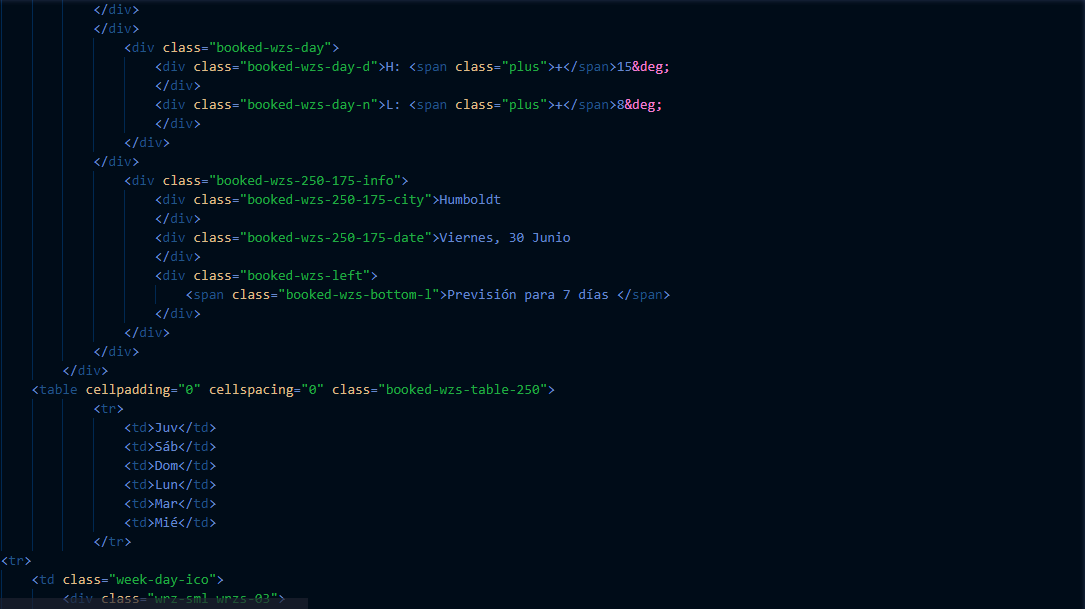 </div>
</div>
<div class="booked-wzs-day">
<div class="booked-wzs-day-d">H: <span class="plus">+</span>15&deg;
</div>
<div class="booked-wzs-day-n">L: <span class="plus">+</span>8&deg;
</div>
</div>
</div>
<div class="booked-wzs-250-175-info">
<div class="booked-wzs-250-175-city">Humboldt
</div>
<div class="booked-wzs-250-175-date">Viernes, 30 Junio
</div>
<div class="booked-wzs-left">
<span class="booked-wzs-bottom-l">Previsión para 7 días </span>
</div>
</div>
</div>
</div>
<table cellpadding="0" cellspacing="0" class="booked-wzs-table-250">
<tr>
<td>Juv</td>
<td>Sáb</td>
<td>Dom</td>
<td>Lun</td>
<td>Mar</td>
<td>Mié</td>
</tr>
<tr>
<td class="week-day-ico">
<div class="wrz-sml wrzs-03">